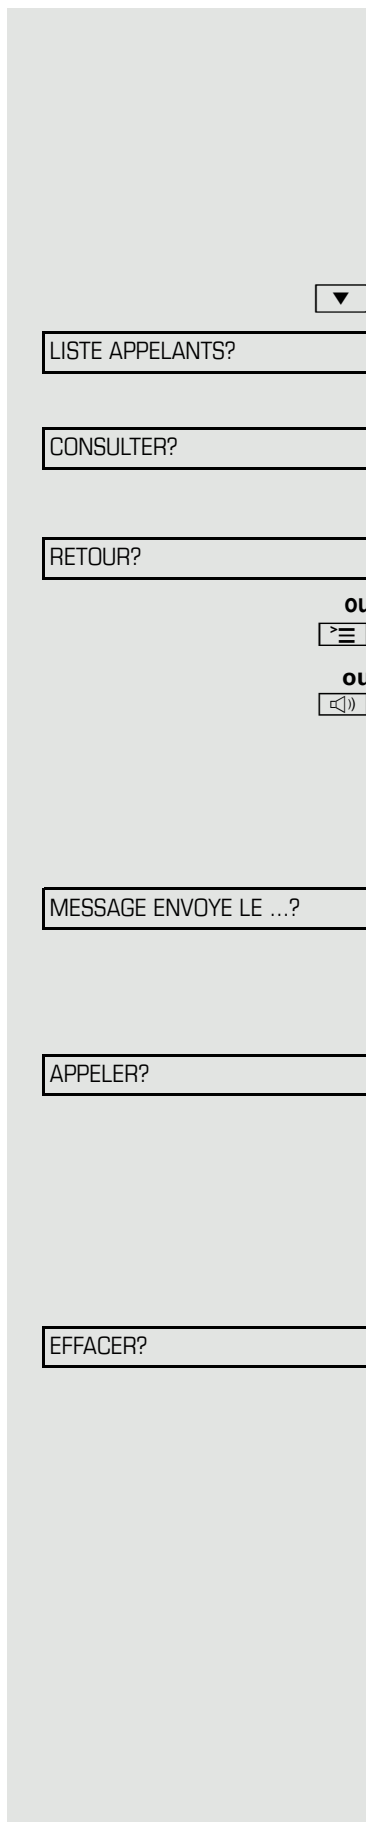 LISTE APPELANTS?
CONSULTER?
RETOUR?
ou
ou
MESSAGE ENVOYE LE ...?
APPELER?
EFFACER?